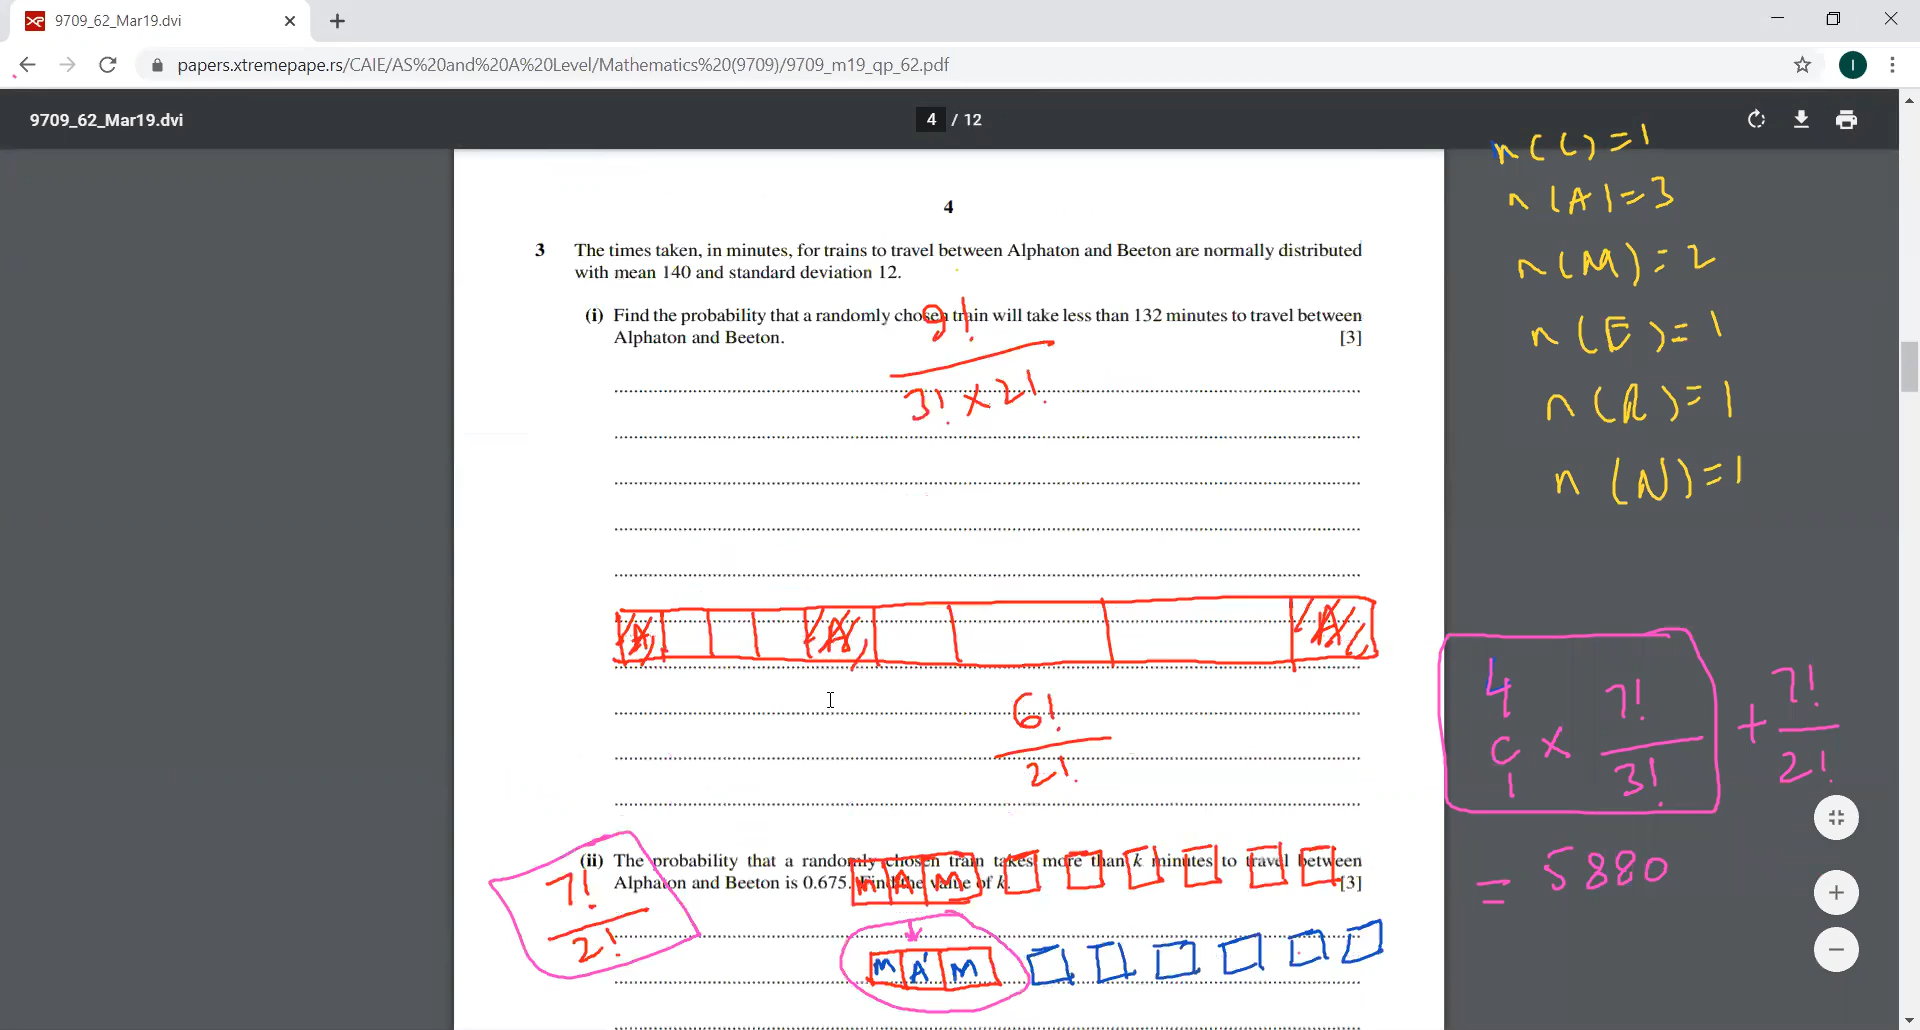 9709_62_Mar19.dvi
papers.xtremepape.rs/CAIE/AS%20and%20A%20Level/Mathematics%20(9709)/9709_m19_qp_62.pdf
I
9709_62_Mar19.dvi
4 / 12
n(C)=1
n(A)=3
n(M)=2
n(E)=1
n(R)=1
n(N)=1
4
3 The times taken, in minutes, for trains to travel between Alphaton and Beeton are normally distributed
with mean 140 and standard deviation 12.
(i) Find the probability that a randomly chosen train will take less than 132 minutes to travel between
Alphaton and Beeton. [3]
9!
3! × 2!
A A A
6!
2!
4 C 1 × 7! / 3! + 7! / 2!
= 5880
(ii) The probability that a randomly chosen train takes more than k minutes to travel between
Alphaton and Beeton is 0.675. Find the value of k. [3]
7!
2!
M A M
M A M